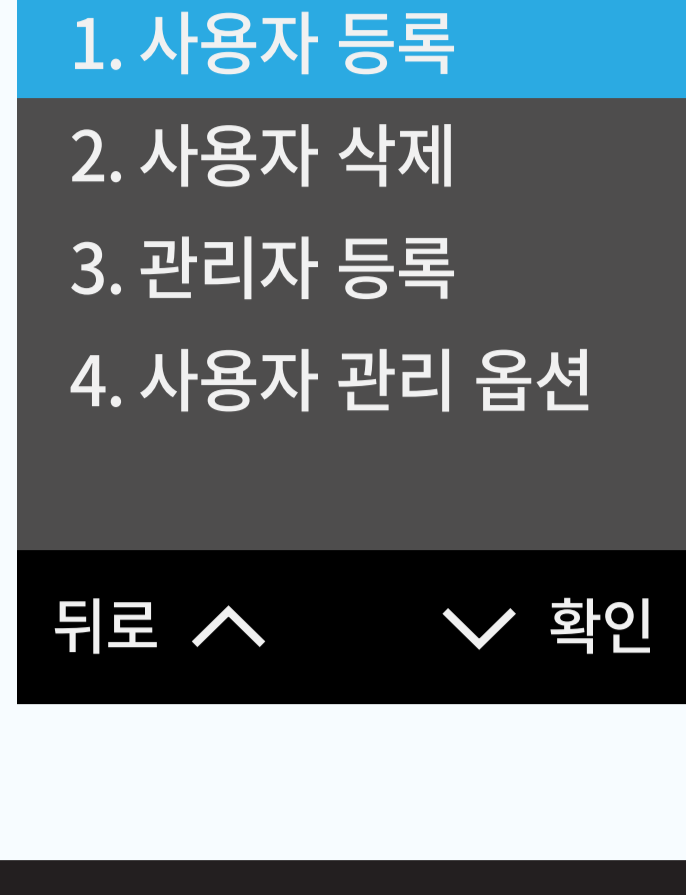 1. 사용자 등록
2. 사용자 삭제
3. 관리자 등록
4. 사용자 관리 옵션
뒤로 확인